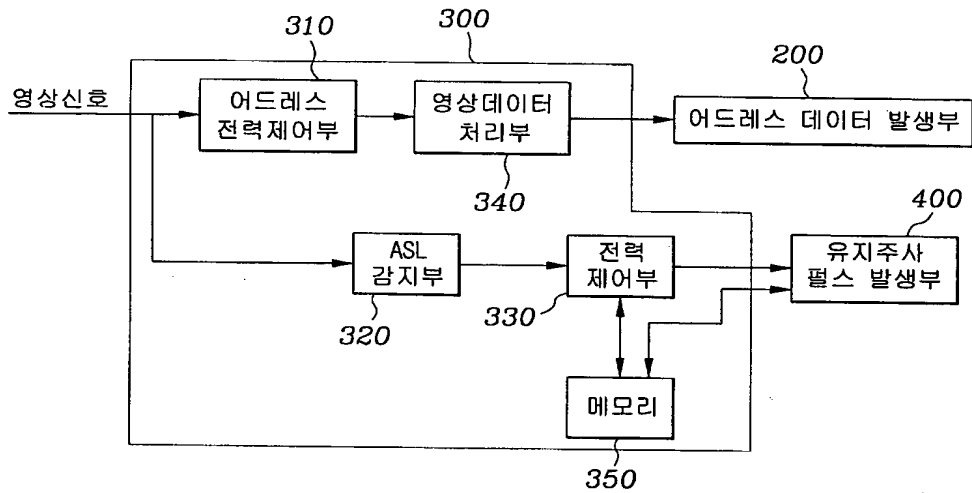 310
300
200
영상신호
어드레스
전력제어부
영상데이터
처리부
어드레스 데이터 발생부
340
400
ASL
감지부
전력
제어부
유지주사
펄스 발생부
320
330
메모리
350